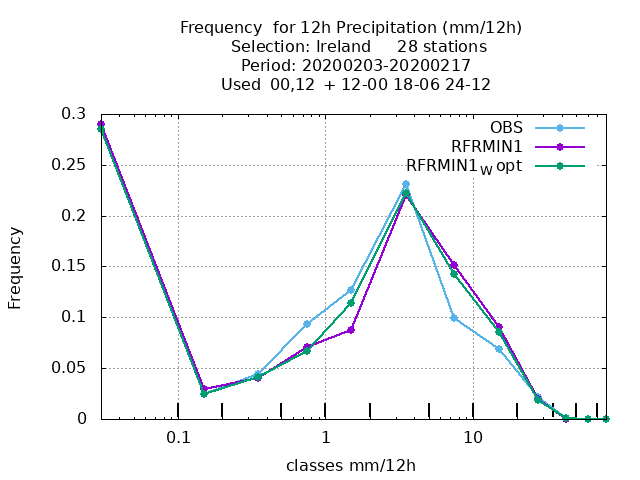 Frequency  for 12h Precipitation (mm/12h)
Selection: Ireland     28 stations
Period: 20200203-20200217
Used  00,12  + 12-00 18-06 24-12
OBS
RFRMIN1
RFRMIN1W opt
0.3
0.25
0.2
0.15
0.1
0.05
0
Frequency
0.1
1
10
classes mm/12h